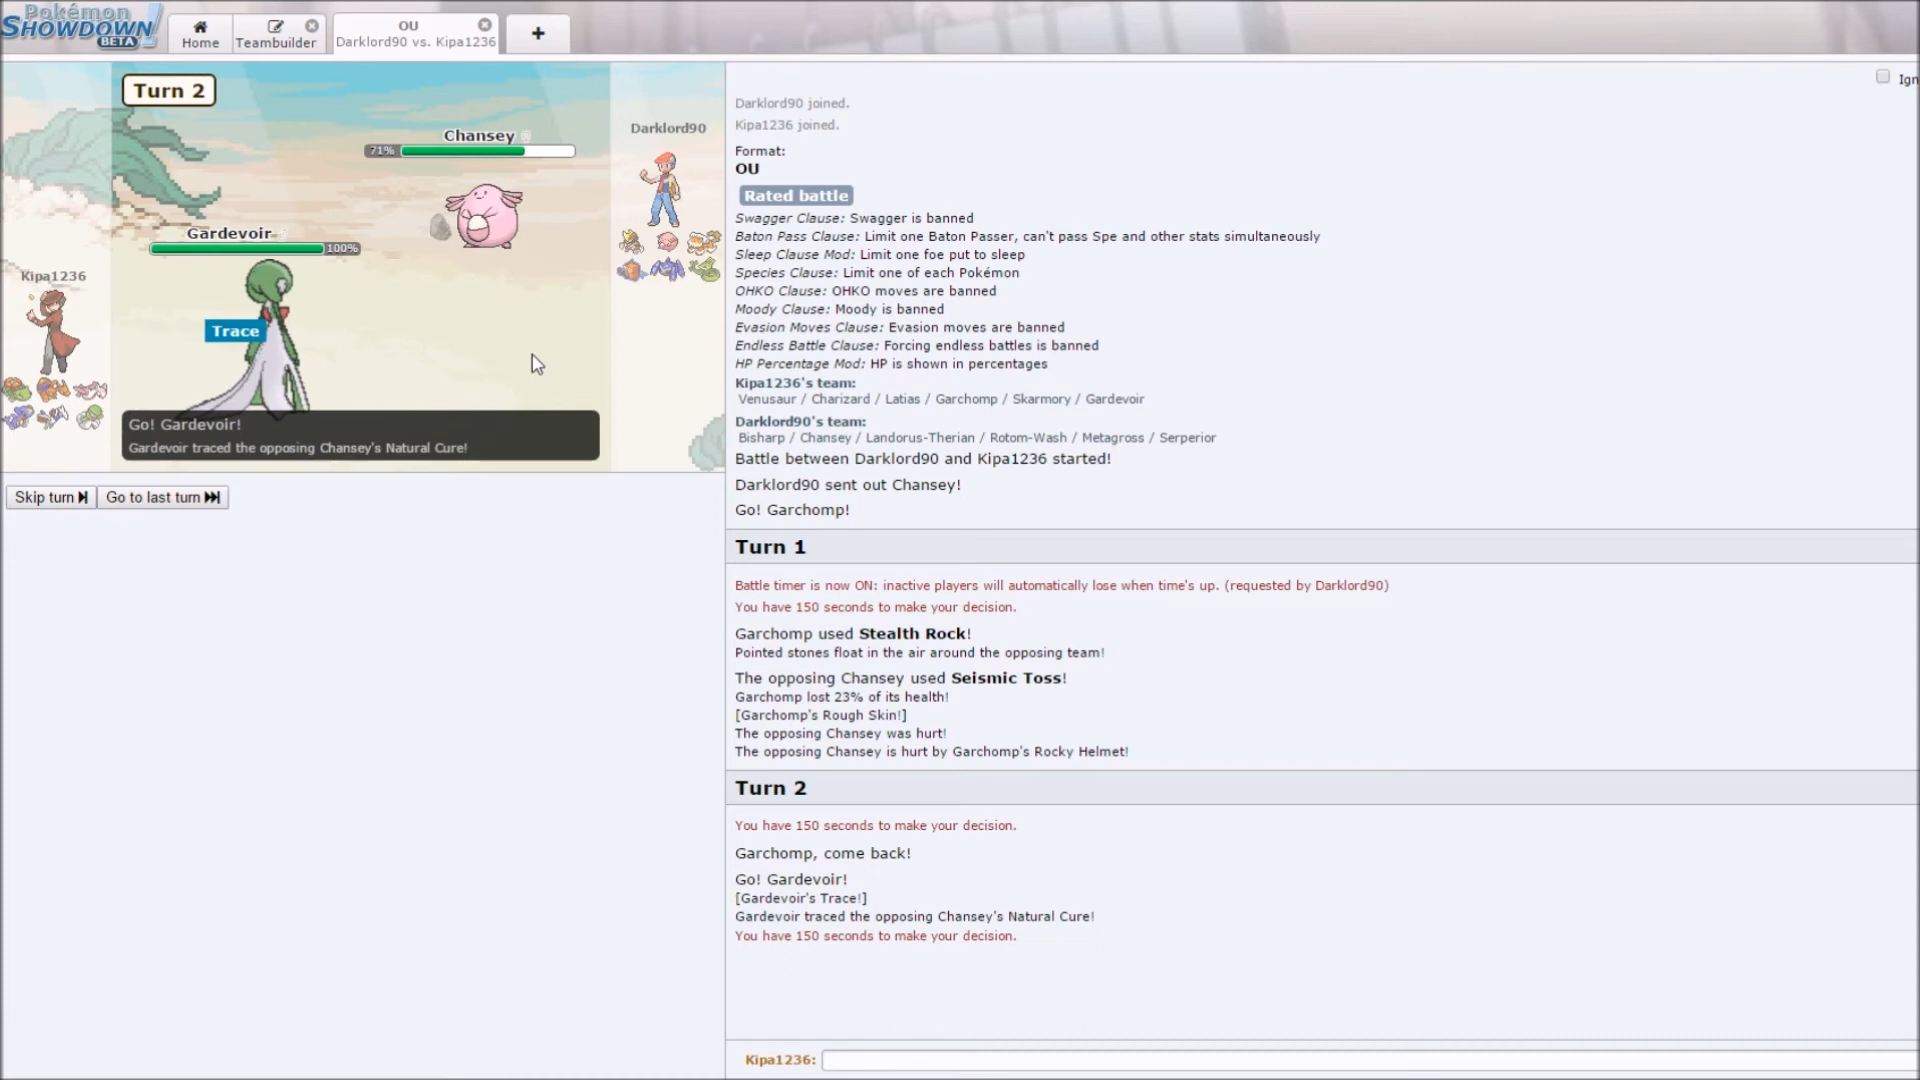 Pokémon
SHOWDOWN!
BETA
Home
Teambuilder
OU
Darklord90 vs. Kipa1236
+
Turn 2
Chansey
71%
Darklord90
Gardevoir
100%
Kipa1236
Trace
Go! Gardevoir!
Gardevoir traced the opposing Chansey's Natural Cure!
Skip turn
Go to last turn
Ign
Darklord90 joined.
Kipa1236 joined.
Format:
OU
Rated battle
Swagger Clause: Swagger is banned
Baton Pass Clause: Limit one Baton Passer, can't pass Spe and other stats simultaneously
Sleep Clause Mod: Limit one foe put to sleep
Species Clause: Limit one of each Pokémon
OHKO Clause: OHKO moves are banned
Moody Clause: Moody is banned
Evasion Moves Clause: Evasion moves are banned
Endless Battle Clause: Forcing endless battles is banned
HP Percentage Mod: HP is shown in percentages
Kipa1236's team:
Venusaur / Charizard / Latias / Garchomp / Skarmory / Gardevoir
Darklord90's team:
Bisharp / Chansey / Landorus-Therian / Rotom-Wash / Metagross / Serperior
Battle between Darklord90 and Kipa1236 started!
Darklord90 sent out Chansey!
Go! Garchomp!
Turn 1
Battle timer is now ON: inactive players will automatically lose when time's up. (requested by Darklord90)
You have 150 seconds to make your decision.
Garchomp used Stealth Rock!
Pointed stones float in the air around the opposing team!
The opposing Chansey used Seismic Toss!
Garchomp lost 23% of its health!
[Garchomp's Rough Skin!]
The opposing Chansey was hurt!
The opposing Chansey is hurt by Garchomp's Rocky Helmet!
Turn 2
You have 150 seconds to make your decision.
Garchomp, come back!
Go! Gardevoir!
[Gardevoir's Trace!]
Gardevoir traced the opposing Chansey's Natural Cure!
You have 150 seconds to make your decision.
Kipa1236: